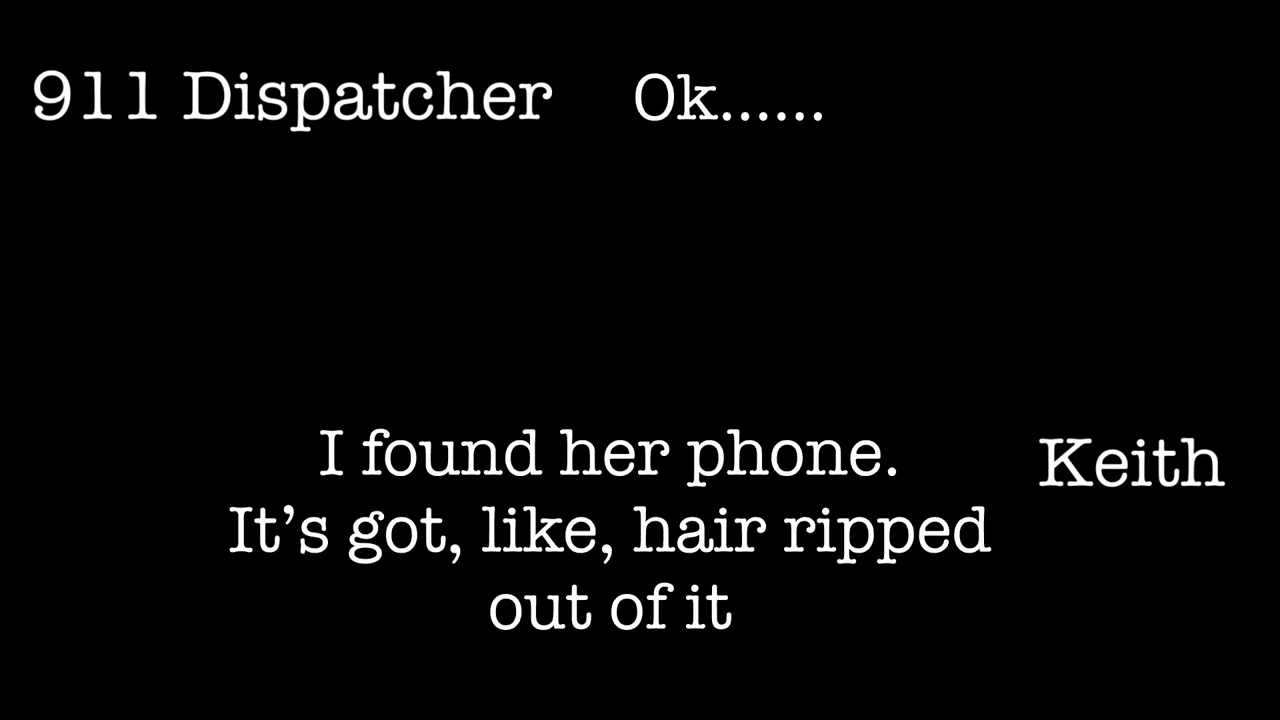 911 Dispatcher Ok......
I found her phone. Keith
It’s got, like, hair ripped
out of it